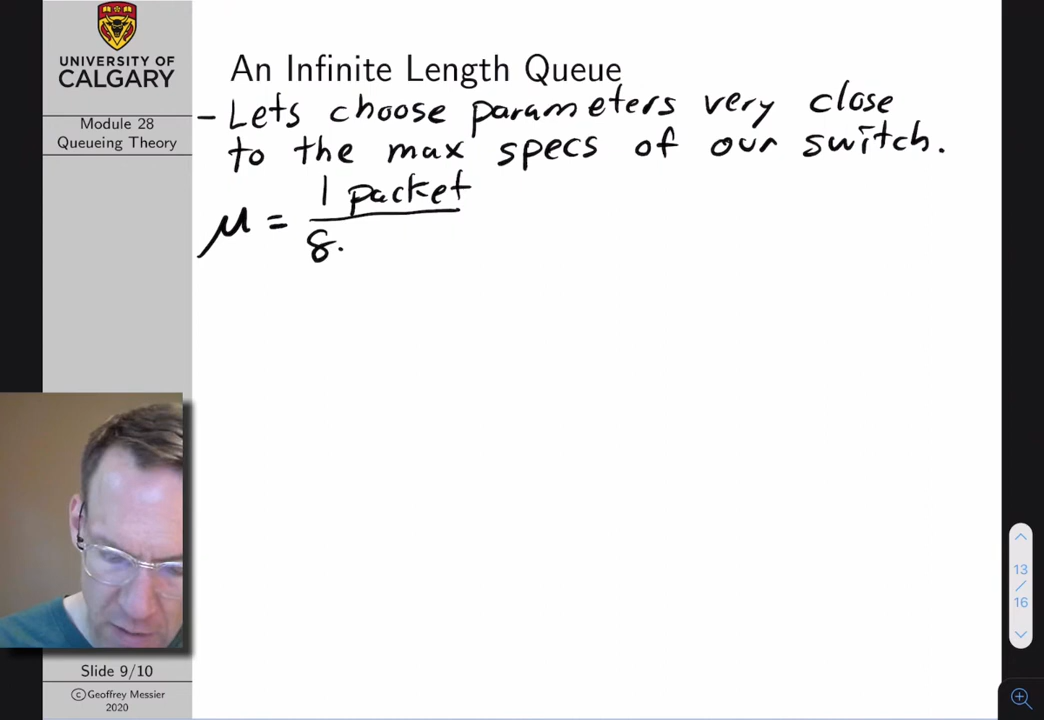 UNIVERSITY OF
CALGARY
Module 28
Queueing Theory
An Infinite Length Queue
- Lets choose parameters very close
to the max specs of our switch.
μ = 1 packet
8.
13
/
16
Slide 9/10
©Geoffrey Messier
2020